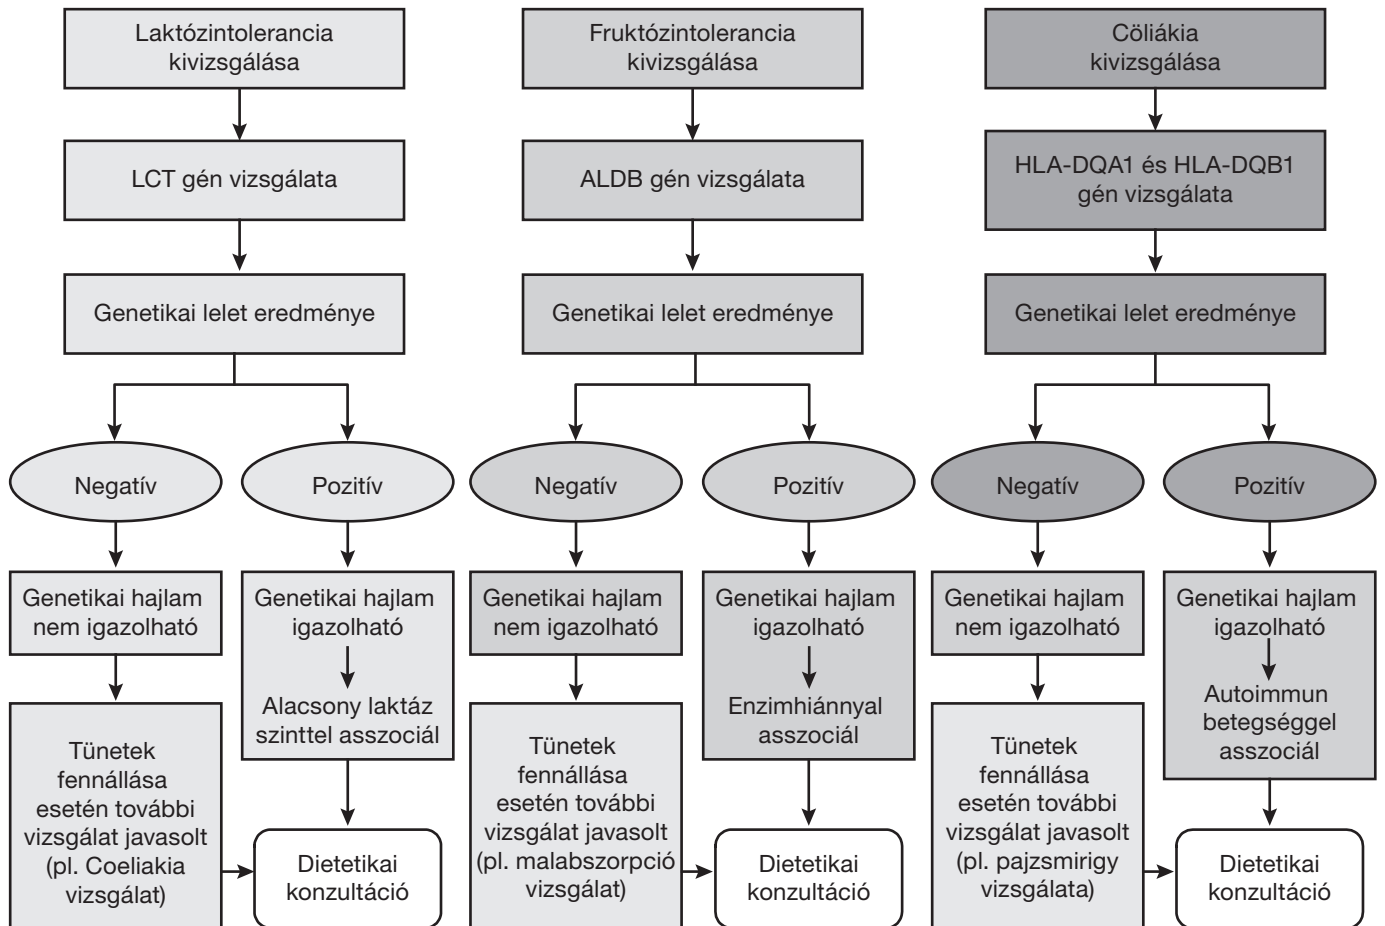 Laktózintolerancia
kivizsgálása
LCT gén vizsgálata
Genetikai lelet eredménye
Negatív
Pozitív
Genetikai hajlam
nem igazolható
Genetikai hajlam
igazolható
Alacsony laktáz
szinttel asszociál
Tünetek
fennállása
esetén további
vizsgálat javasolt
(pl. Coeliakia
vizsgálat)
Dietetikai
konzultáció
Fruktózintolerancia
kivizsgálása
ALDB gén vizsgálata
Genetikai lelet eredménye
Negatív
Pozitív
Genetikai hajlam
nem igazolható
Genetikai hajlam
igazolható
Enzimhiánnyal
asszociál
Tünetek
fennállása
esetén további
vizsgálat javasolt
(pl. malabszorpció
vizsgálat)
Dietetikai
konzultáció
Cöliákia
kivizsgálása
HLA-DQA1 és HLA-DQB1
gén vizsgálata
Genetikai lelet eredménye
Negatív
Pozitív
Genetikai hajlam
nem igazolható
Genetikai hajlam
igazolható
Autoimmun
betegséggel
asszociál
Tünetek
fennállása
esetén további
vizsgálat javasolt
(pl. pajzsmirigy
vizsgálata)
Dietetikai
konzultáció